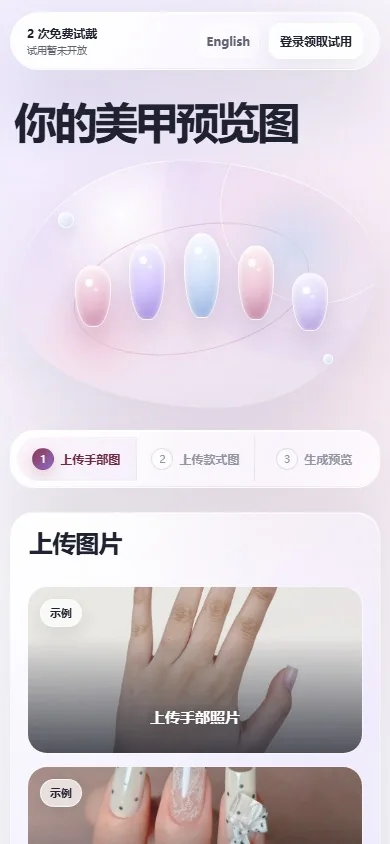 2 次免费试戴
试用暂未开放
English
登录领取试用
你的美甲预览图
1 上传手部图
2 上传款式图
3 生成预览
上传图片
示例
上传手部照片
示例